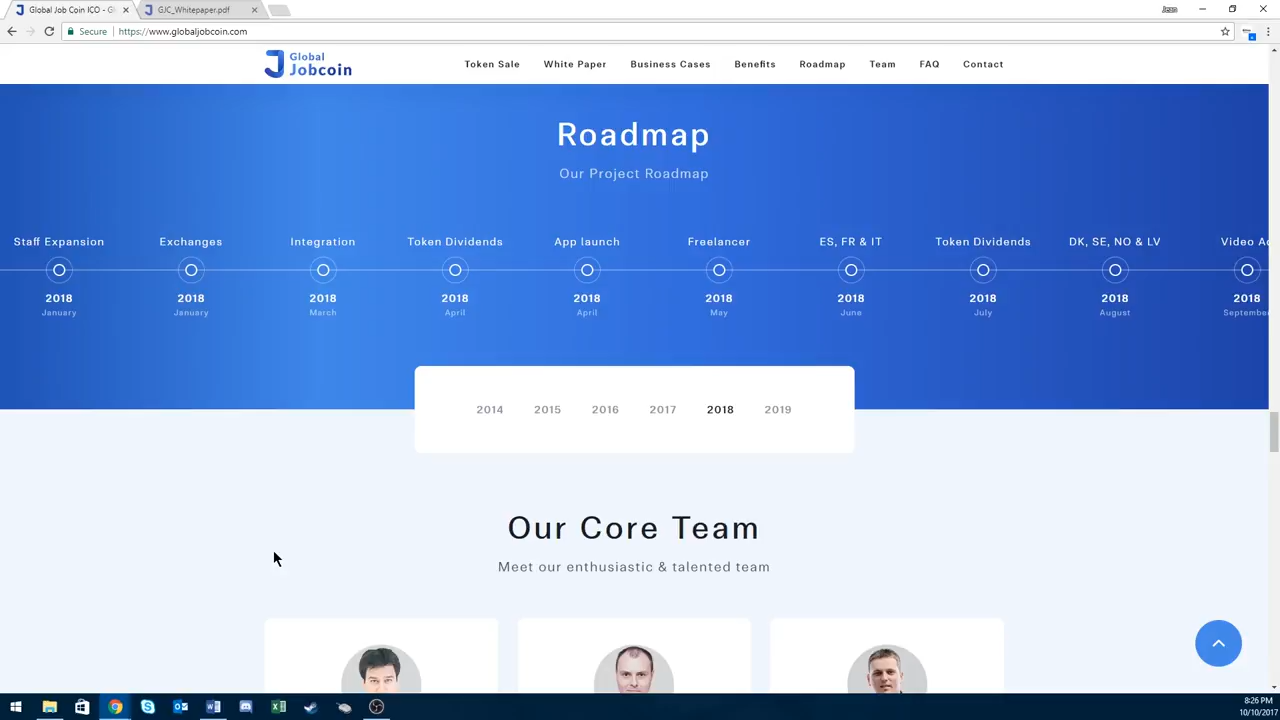 Global Job Coin ICO - G
GJC_Whitepaper.pdf
Secure
https://www.globaljobcoin.com
Global
Jobcoin
Token Sale
White Paper
Business Cases
Benefits
Roadmap
Team
FAQ
Contact
Roadmap
Our Project Roadmap
Staff Expansion
Exchanges
Integration
Token Dividends
App launch
Freelancer
ES, FR & IT
Token Dividends
DK, SE, NO & LV
Video Ad
2018
2018
2018
2018
2018
2018
2018
2018
2018
2018
January
January
March
April
April
May
June
July
August
September
2014
2015
2016
2017
2018
2019
Our Core Team
Meet our enthusiastic & talented team
8:26 PM
10/10/2017